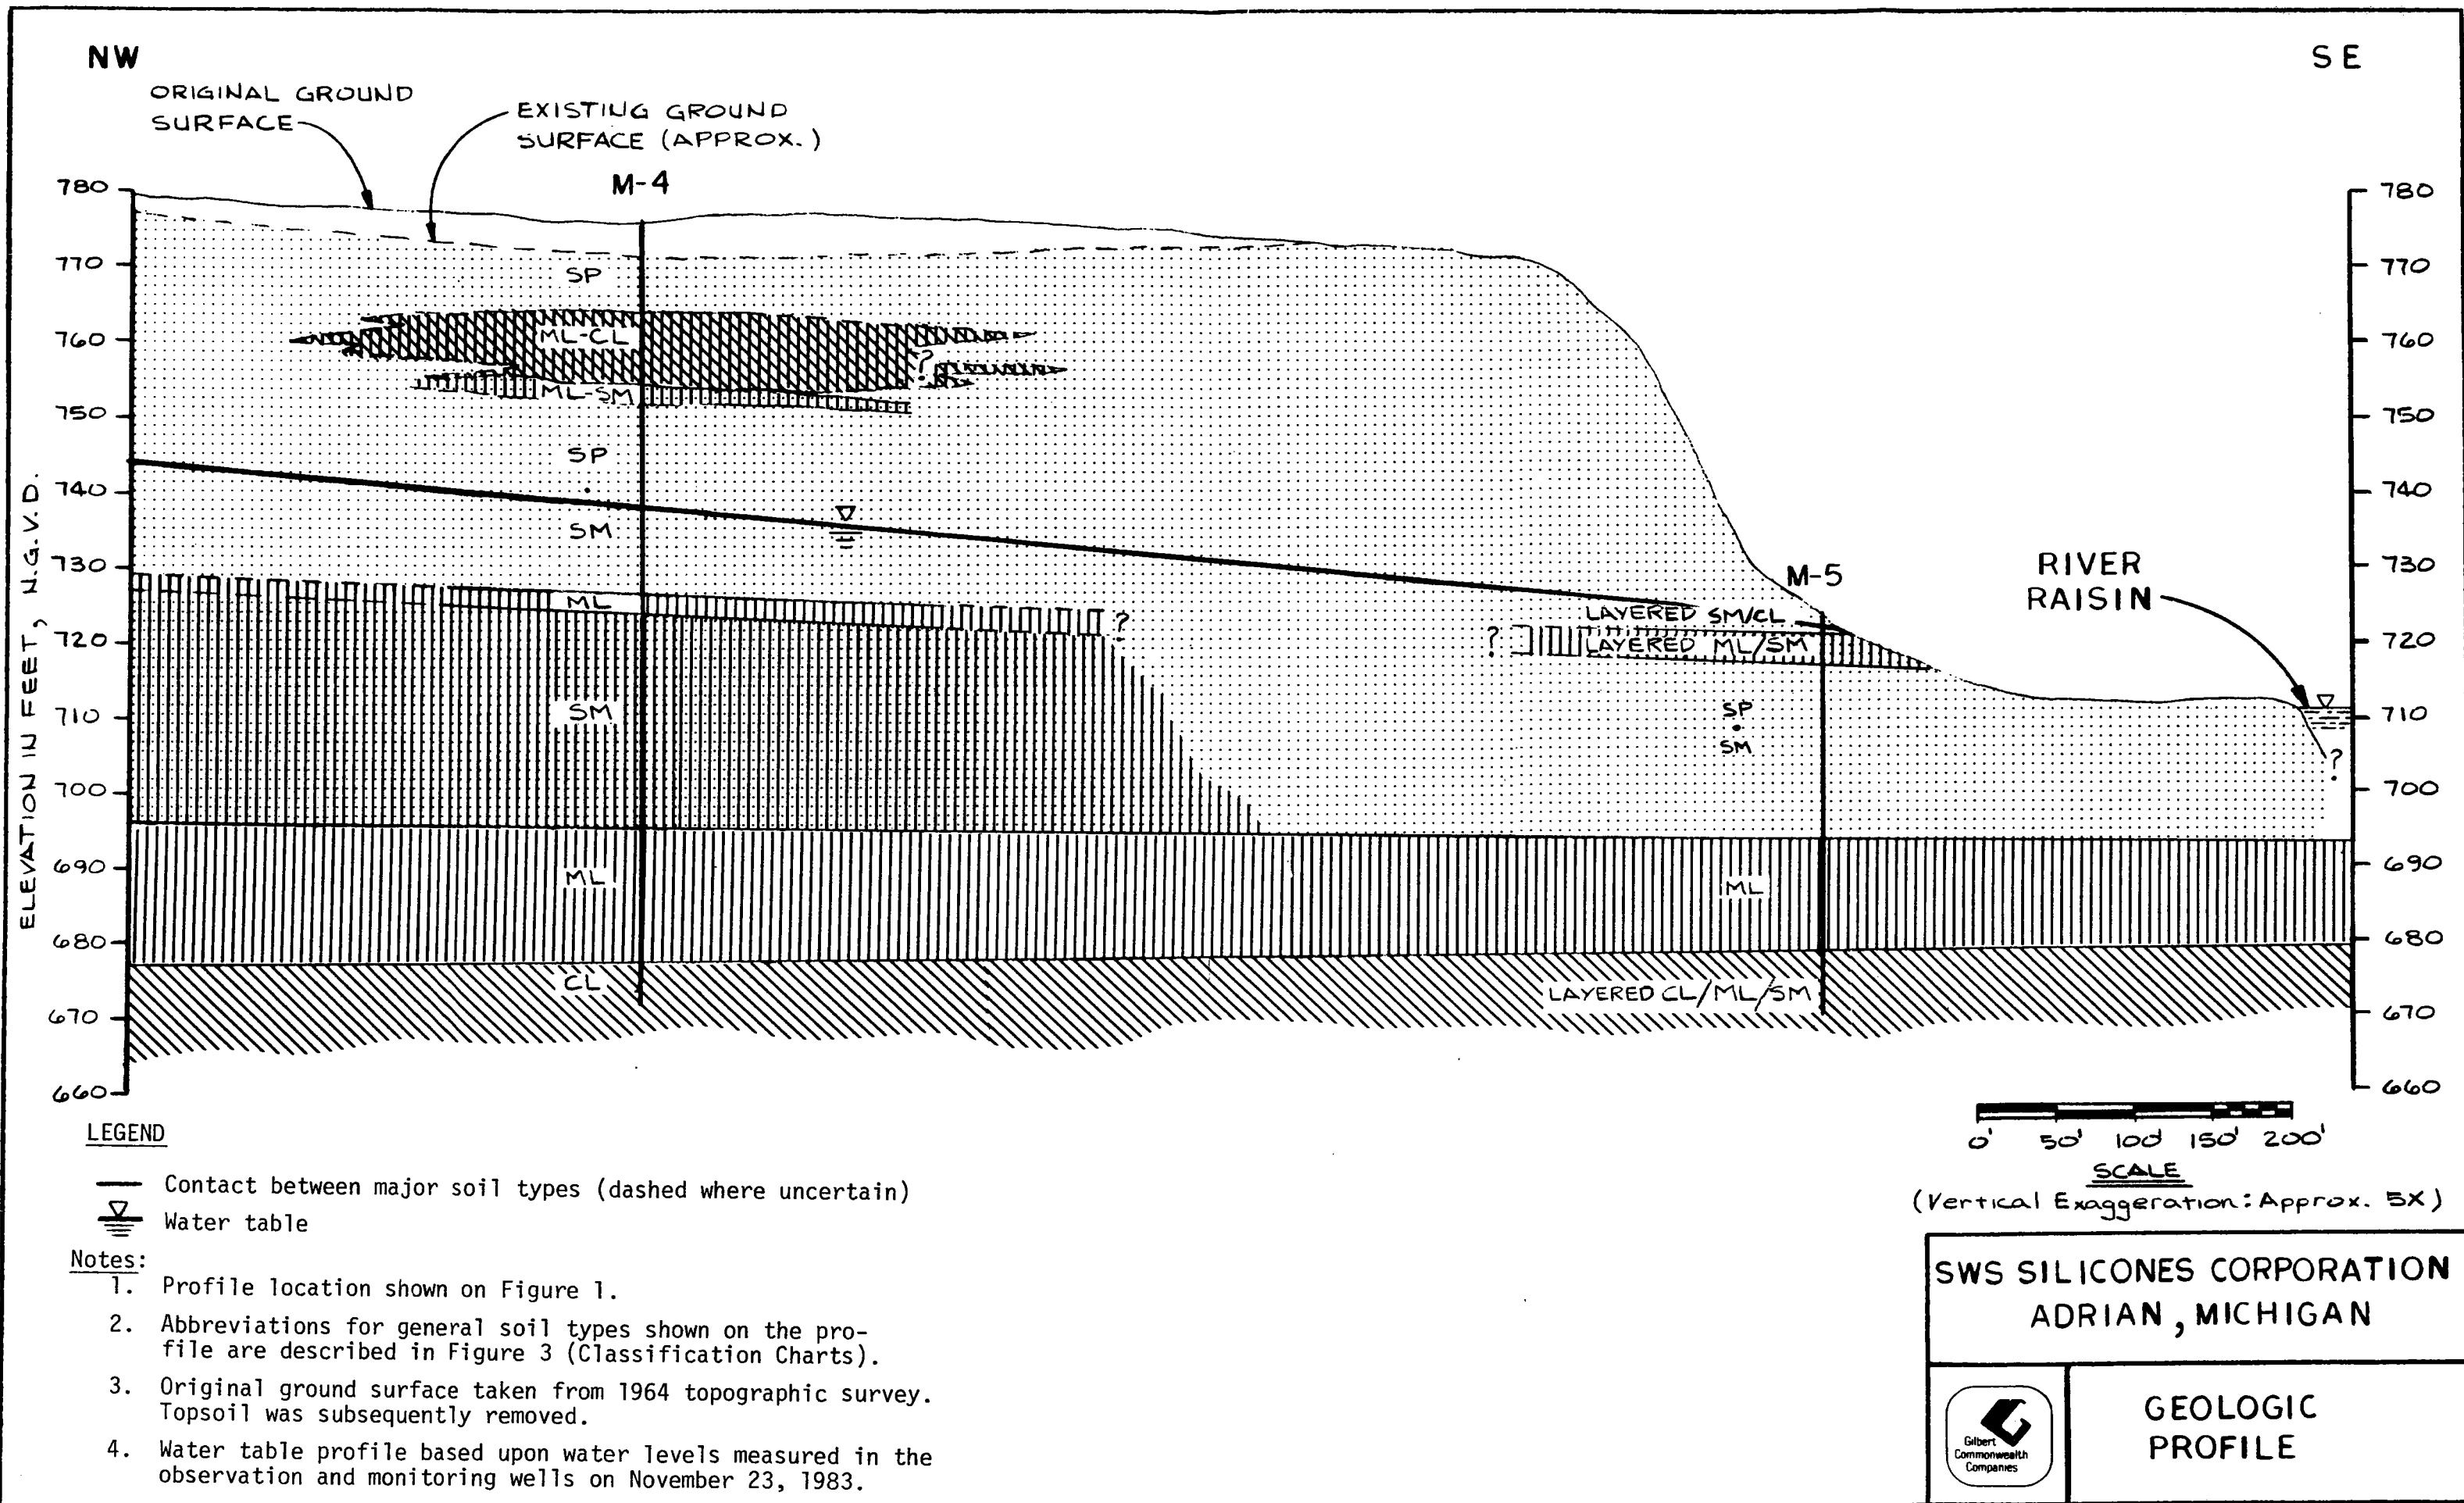 NW
SE
ORIGINAL GROUND
SURFACE
EXISTING GROUND
SURFACE (APPROX.)
M-4
780
770
760
750
740
730
720
710
700
690
680
670
660
ELEVATION IN FEET, N.G.V.D.
780
770
760
750
740
730
720
710
700
690
680
670
660
SP
ML-CL
?
ML-SM
SP
SM
ML
?
SM
ML
CL
M-5
LAYERED SM/CL
?
LAYERED ML/SM
SP
SM
ML
LAYERED CL/ML/SM
RIVER
RAISIN
?
0' 50' 100' 150' 200'
SCALE
(Vertical Exaggeration: Approx. 5X)
LEGEND
Contact between major soil types (dashed where uncertain)
Water table
Notes:
1. Profile location shown on Figure 1.
2. Abbreviations for general soil types shown on the pro-
file are described in Figure 3 (Classification Charts).
3. Original ground surface taken from 1964 topographic survey.
Topsoil was subsequently removed.
4. Water table profile based upon water levels measured in the
observation and monitoring wells on November 23, 1983.
SWS SILICONES CORPORATION
ADRIAN, MICHIGAN
Gilbert
Commonwealth
Companies
GEOLOGIC
PROFILE